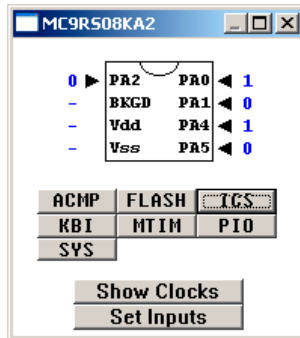 MC9RS08KA2
0 PA2 PA0 1
- BKGD PA1 0
- Vdd PA4 1
- Vss PA5 0
ACMP FLASH ICS
KBI MTIM PIO
SYS
Show Clocks
Set Inputs